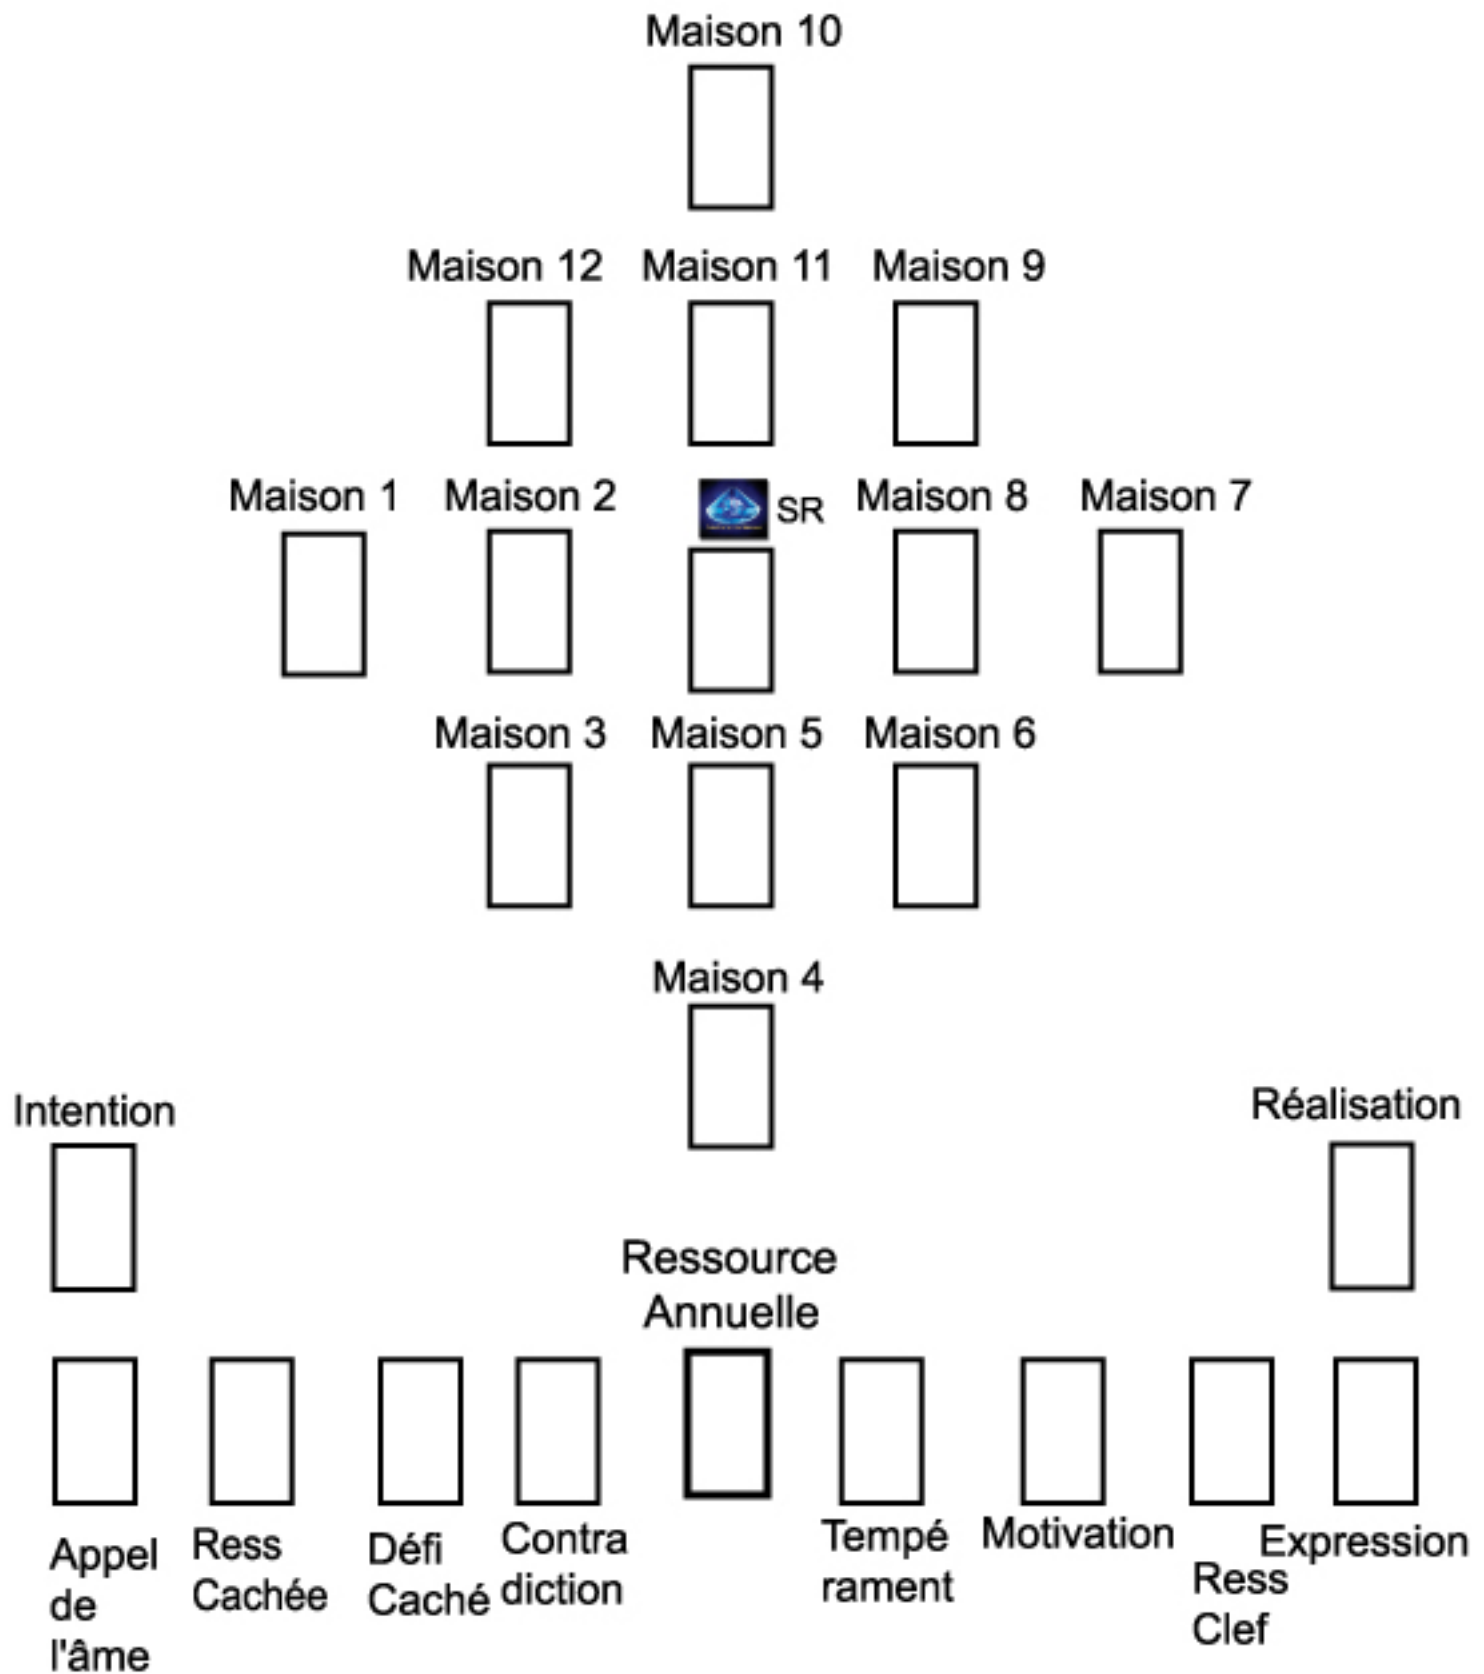 Maison 10
Maison 12 Maison 11 Maison 9
Maison 1 Maison 2 SR Maison 8 Maison 7
Maison 3 Maison 5 Maison 6
Maison 4
Intention Réalisation
Ressource
Annuelle
Appel
de
l'âme
Ress
Cachée
Défi
Caché
Contra
diction
Tempé
rament
Motivation
Ress
Clef
Expression